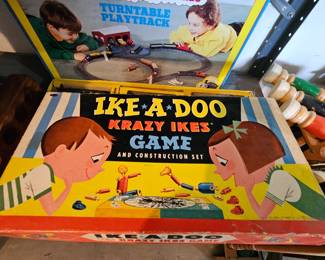 TURNTABLE
PLAYTRACK
IKE★A★DOO
KRAZY IKES'
GAME
AND CONSTRUCTION SET
IKE-A-DOO
KRAZY IKES GAME